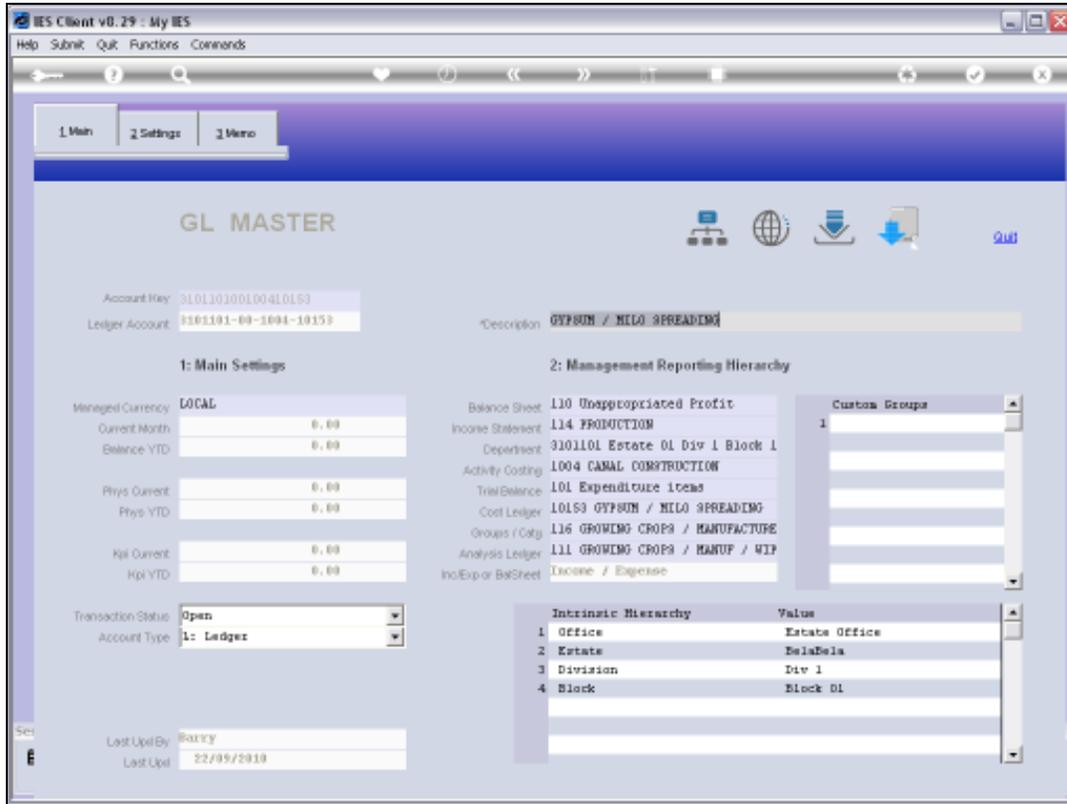 IES Client v8.29 : My IES
Help Submit Quit Functions Commands
1 Main 2 Settings 3 Memo
GL MASTER
Quit
Account Key 310110100100410153
Ledger Account 3101101-00-1004-10153
*Description GYPSUM / MILO SPREADING
1: Main Settings
2: Management Reporting Hierarchy
Managed Currency LOCAL
Current Month 0.00
Balance YTD 0.00
Phys Current 0.00
Phys YTD 0.00
Kpi Current 0.00
Kpi YTD 0.00
Transaction Status Open
Account Type 1: Ledger
Balance Sheet 110 Unappropriated Profit
Income Statement 114 PRODUCTION
Department 3101101 Estate 01 Div 1 Block 1
Activity Costing 1004 CANAL CONSTRUCTION
Trial Balance 101 Expenditure items
Cost Ledger 10153 GYPSUM / MILO SPREADING
Groups / Catg 116 GROWING CROPS / MANUFACTURE
Analysis Ledger 111 GROWING CROPS / MANUF / WIP
Inc/Exp or BalSheet Income / Expense
Custom Groups
1
Intrinsic Hierarchy Value
1 Office Estate Office
2 Estate BelaBela
3 Division Div 1
4 Block Block 01
Last Upd By Barry
Last Upd 22/09/2010